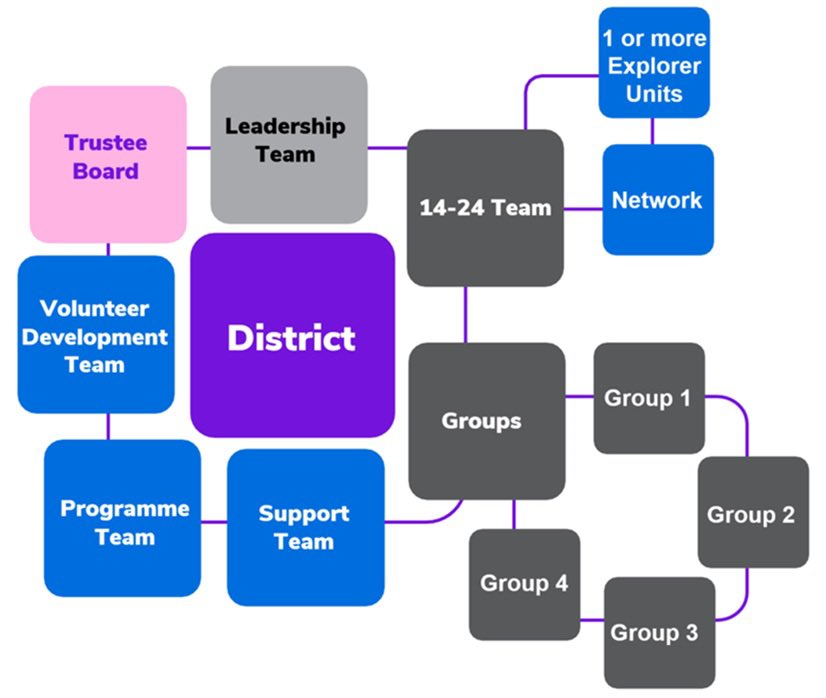 1 or more
Explorer
Units
Leadership
Team
Trustee
Board
14-24 Team
Network
Volunteer
Development
Team
District
Groups
Group 1
Programme
Team
Support
Team
Group 2
Group 4
Group 3